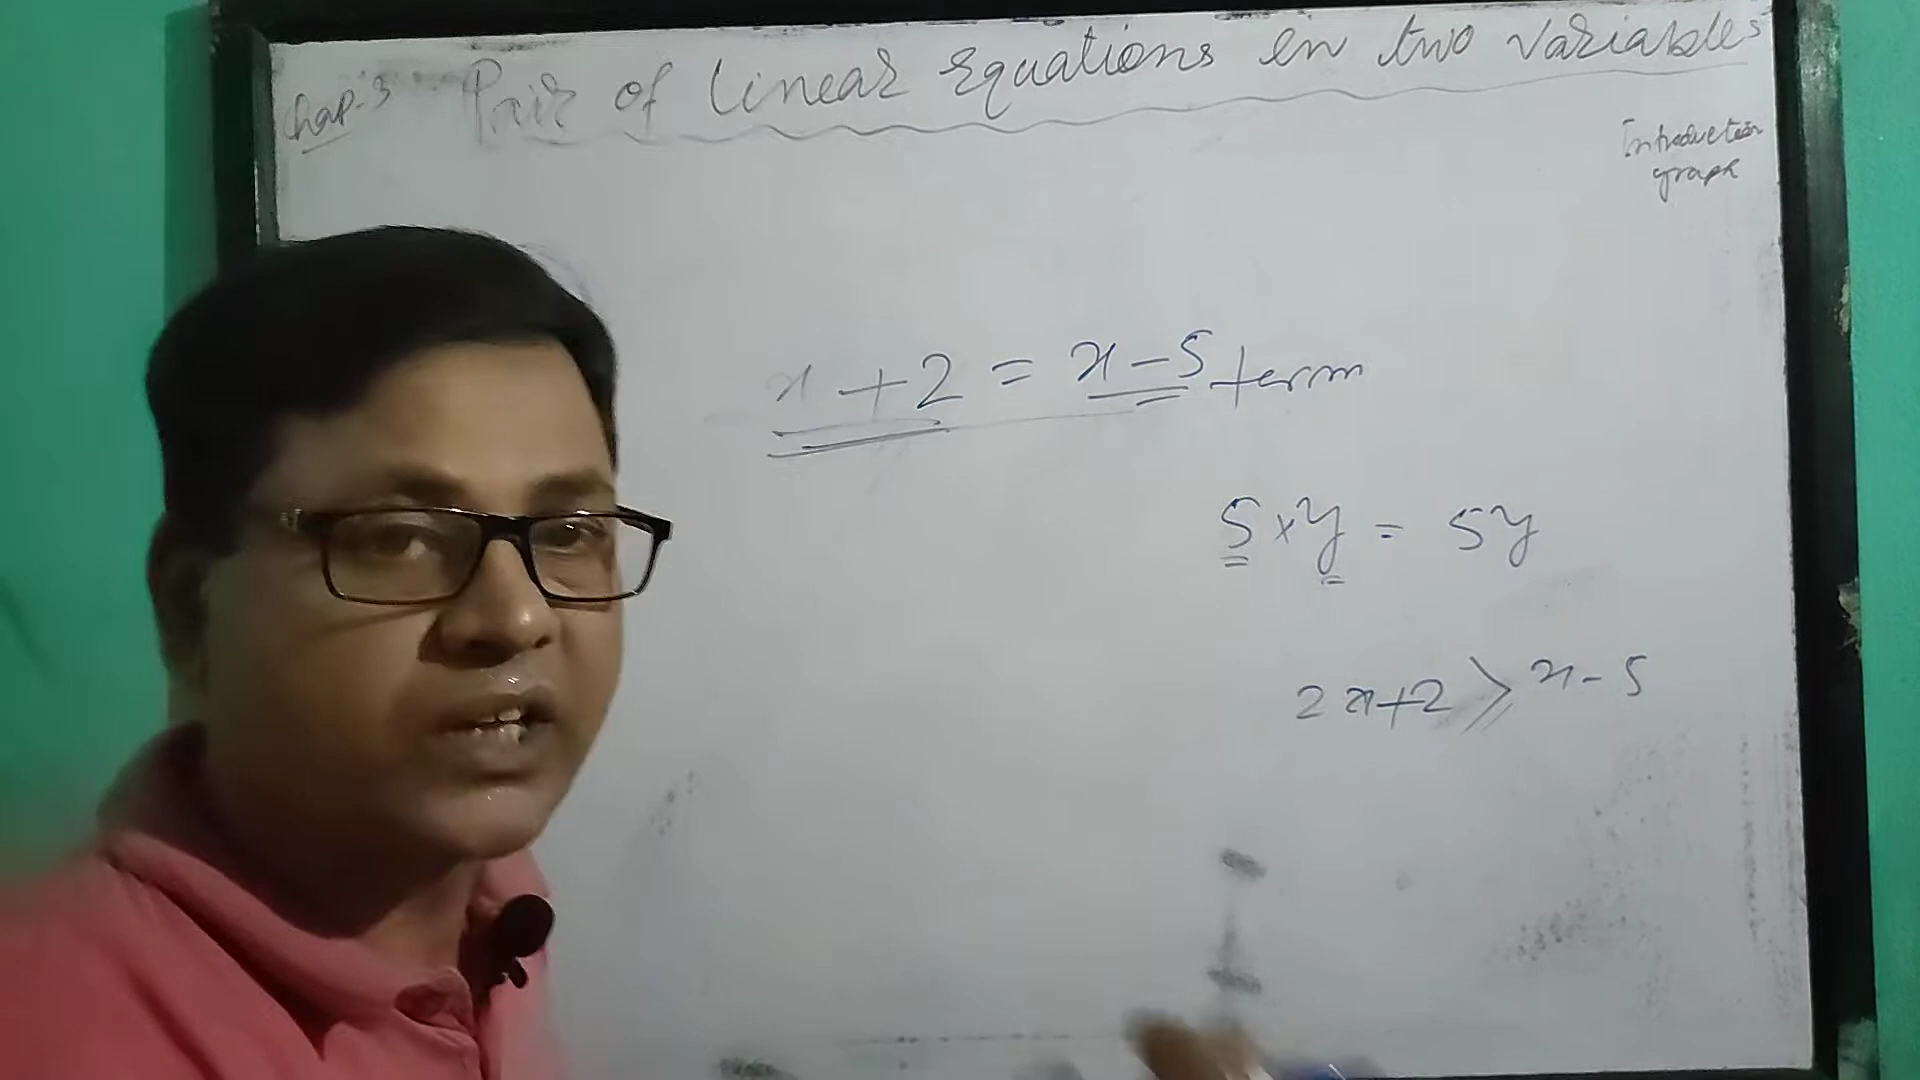 Chap-3 Pair of Linear Equations in two variables
Introduction
graph
x + 2 = x - 5 term
5 × y = 5y
2x+2 > x - 5